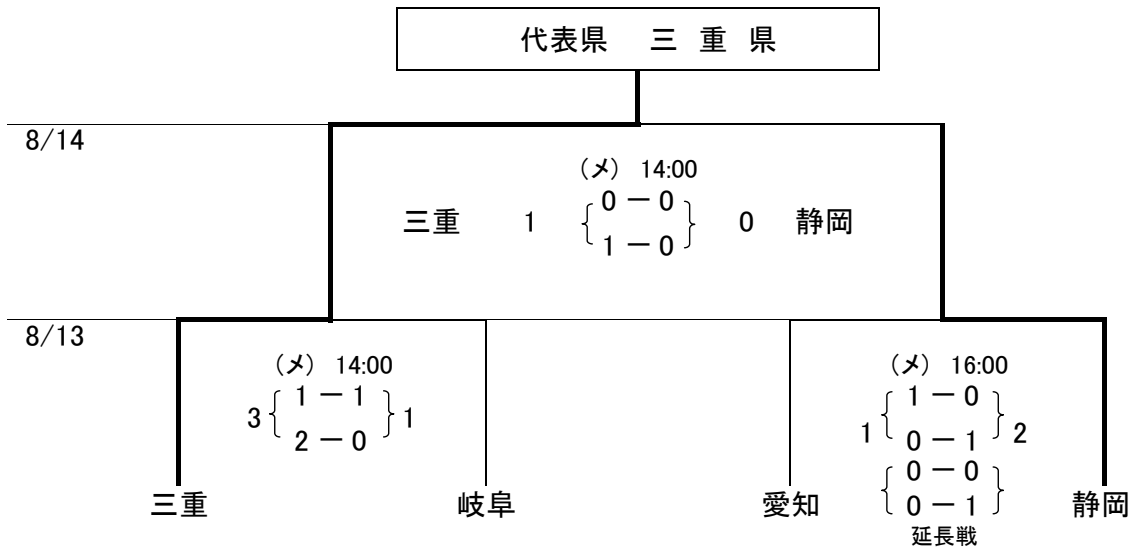 代表県 三 重 県
8/14
(メ) 14:00
0 － 0
三重 1 0 静岡
1 － 0
8/13
(メ) 14:00
1 － 1
3 1
2 － 0
(メ) 16:00
1 － 0
1 2
0 － 1
0 － 0
0 － 1
延長戦
三重 岐阜 愛知 静岡